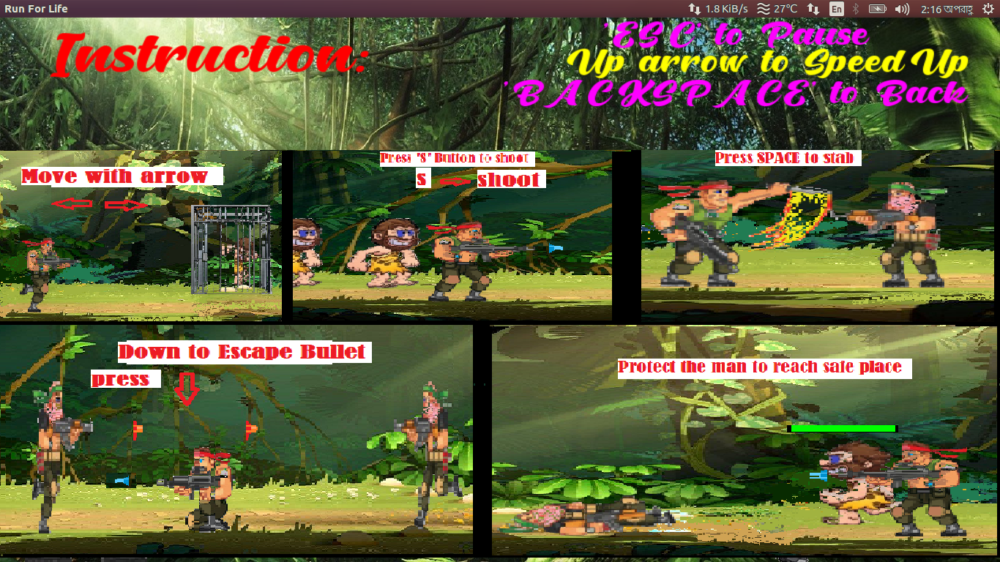 Run For Life
1.8 KiB/s 27°C En 2:16 অপরাহ্ণ
Instruction:
'ESC' to Pause
Up arrow to Speed Up
'BACKSPACE' to Back
Move with arrow
Press "S" Button to shoot
S shoot
Press SPACE to stab
Down to Escape Bullet
press
Protect the man to reach safe place